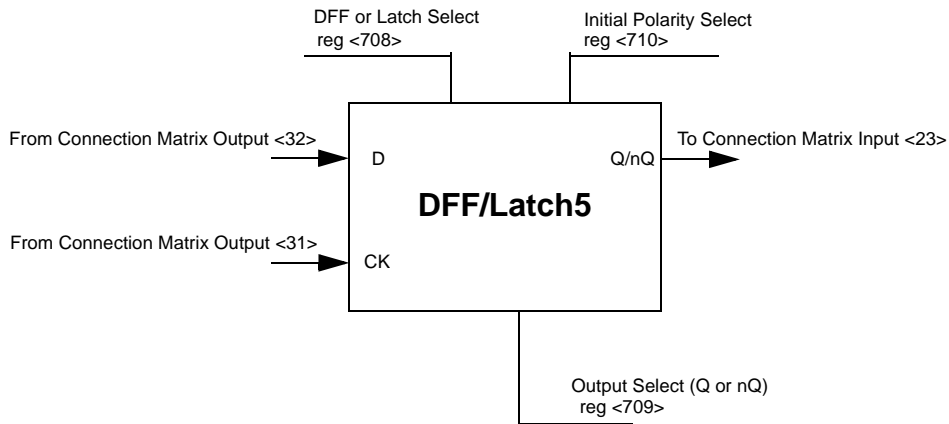 DFF or Latch Select
reg <708>
Initial Polarity Select
reg <710>
From Connection Matrix Output <32>
D
Q/nQ
To Connection Matrix Input <23>
DFF/Latch5
From Connection Matrix Output <31>
CK
Output Select (Q or nQ)
reg <709>